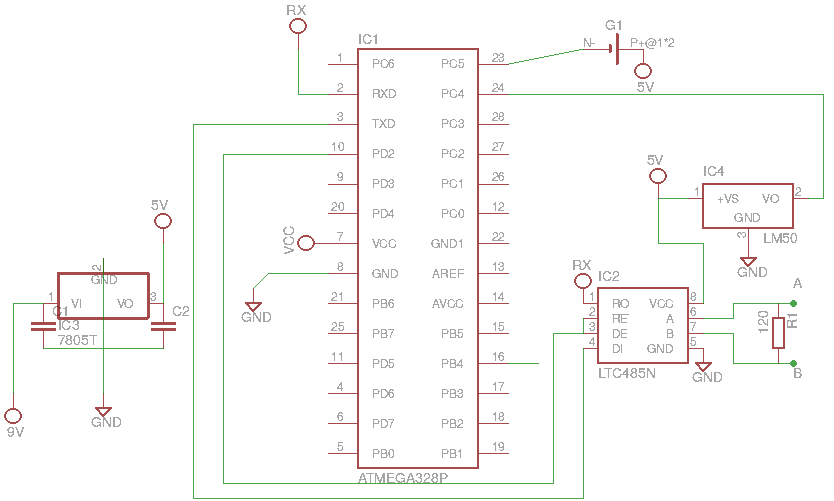 RX
IC1
1 PC6 PC5 23
2 RXD PC4 24
3 TXD PC3 28
10 PD2 PC2 27
9 PD3 PC1 26
20 PD4 PC0 12
7 VCC GND1 22
8 GND AREF 13
21 PB6 AVCC 14
25 PB7 PB5 15
11 PD5 PB4 16
4 PD6 PB3 17
6 PD7 PB2 18
5 PB0 PB1 19
ATMEGA328P
VCC
GND
G1
N- P+@1*2
5V
5V
IC4
1 +VS VO 2
GND
3
LM50
GND
RX
IC2
1 RO VCC 8
2 RE A 6
3 DE B 7
4 DI GND 5
LTC485N
GND
A
120
R1
B
5V
2
GND
1 VI VO 3
C1
C2
IC3
7805T
GND
9V